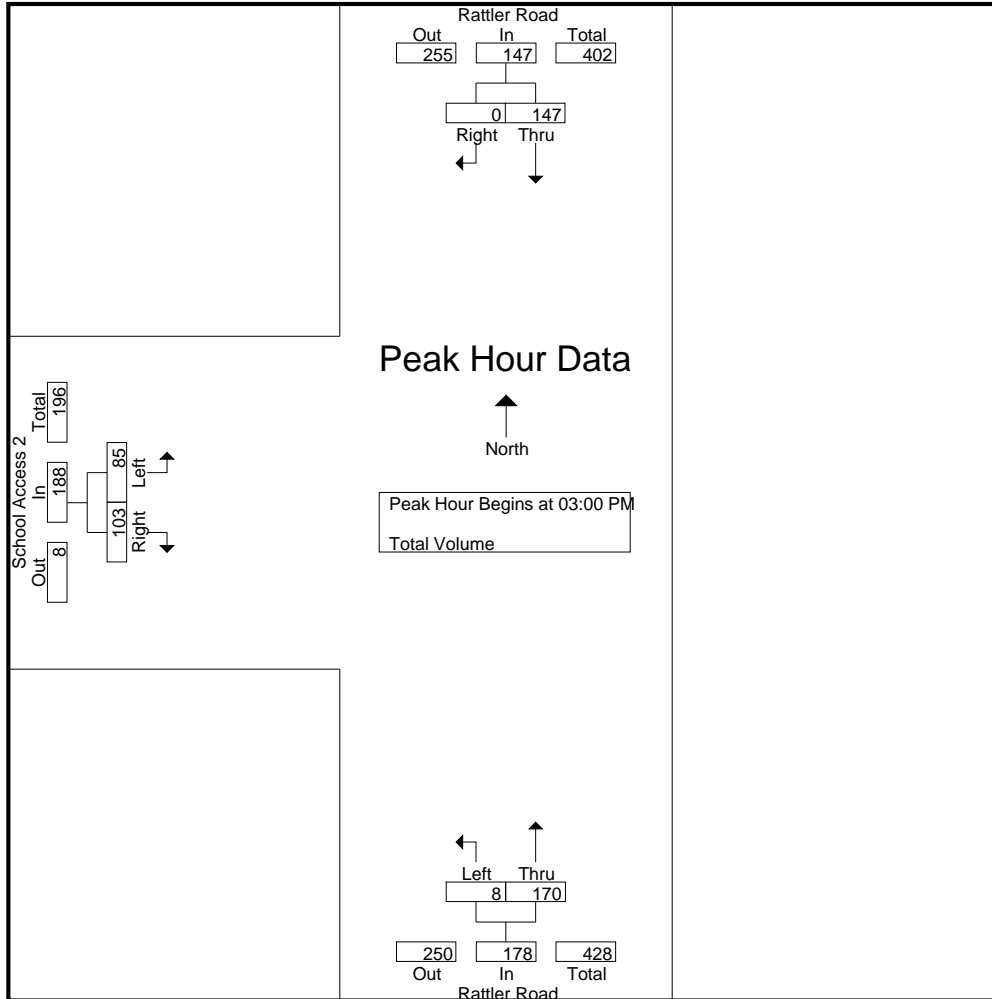 Rattler Road
Out In Total
255 147 402
0 147
Right Thru
Peak Hour Data
North
Peak Hour Begins at 03:00 PM
Total Volume
School Access 2
Out In Total
8 188 196
103 85
Right Left
Left Thru
8 170
250 178 428
Out In Total
Rattler Road